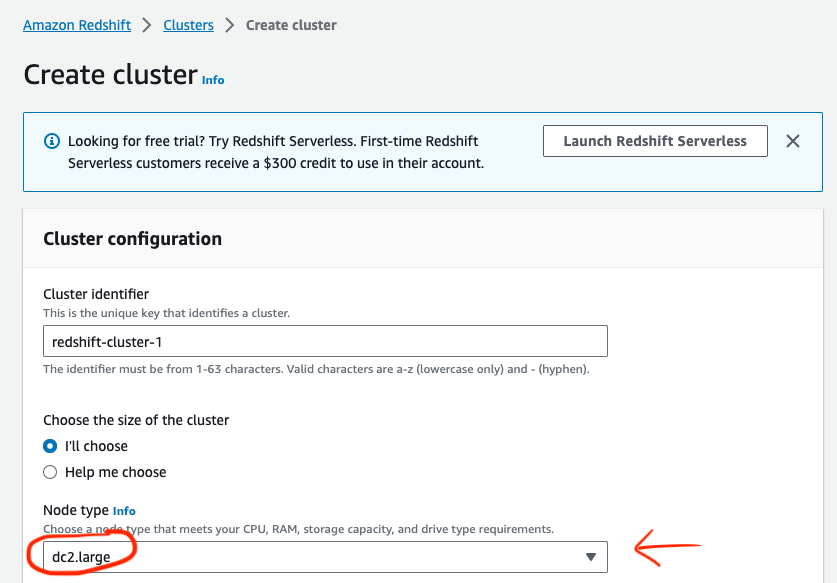 Amazon Redshift > Clusters > Create cluster
Create cluster Info
Looking for free trial? Try Redshift Serverless. First-time Redshift
Serverless customers receive a $300 credit to use in their account.
Launch Redshift Serverless
Cluster configuration
Cluster identifier
This is the unique key that identifies a cluster.
redshift-cluster-1
The identifier must be from 1-63 characters. Valid characters are a-z (lowercase only) and - (hyphen).
Choose the size of the cluster
I'll choose
Help me choose
Node type Info
Choose a node type that meets your CPU, RAM, storage capacity, and drive type requirements.
dc2.large